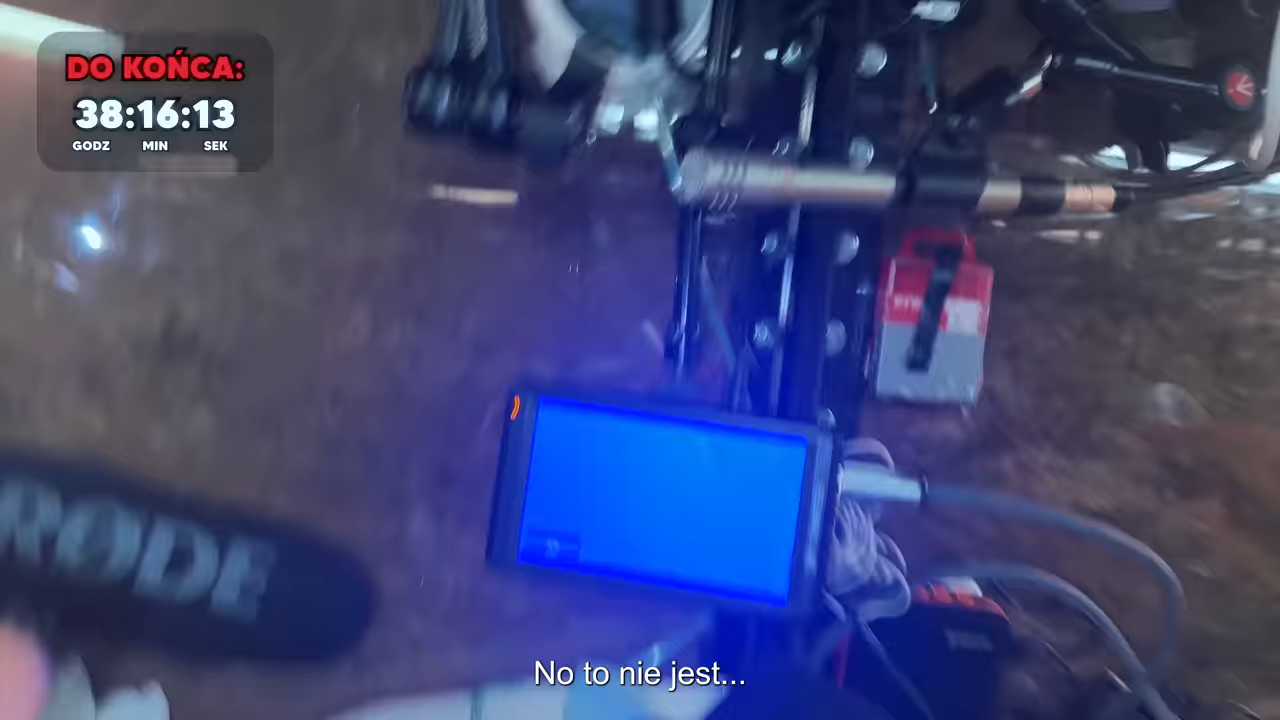 DO KOŃCA:
38:16:13
GODZ MIN SEK
RØDE
No to nie jest...